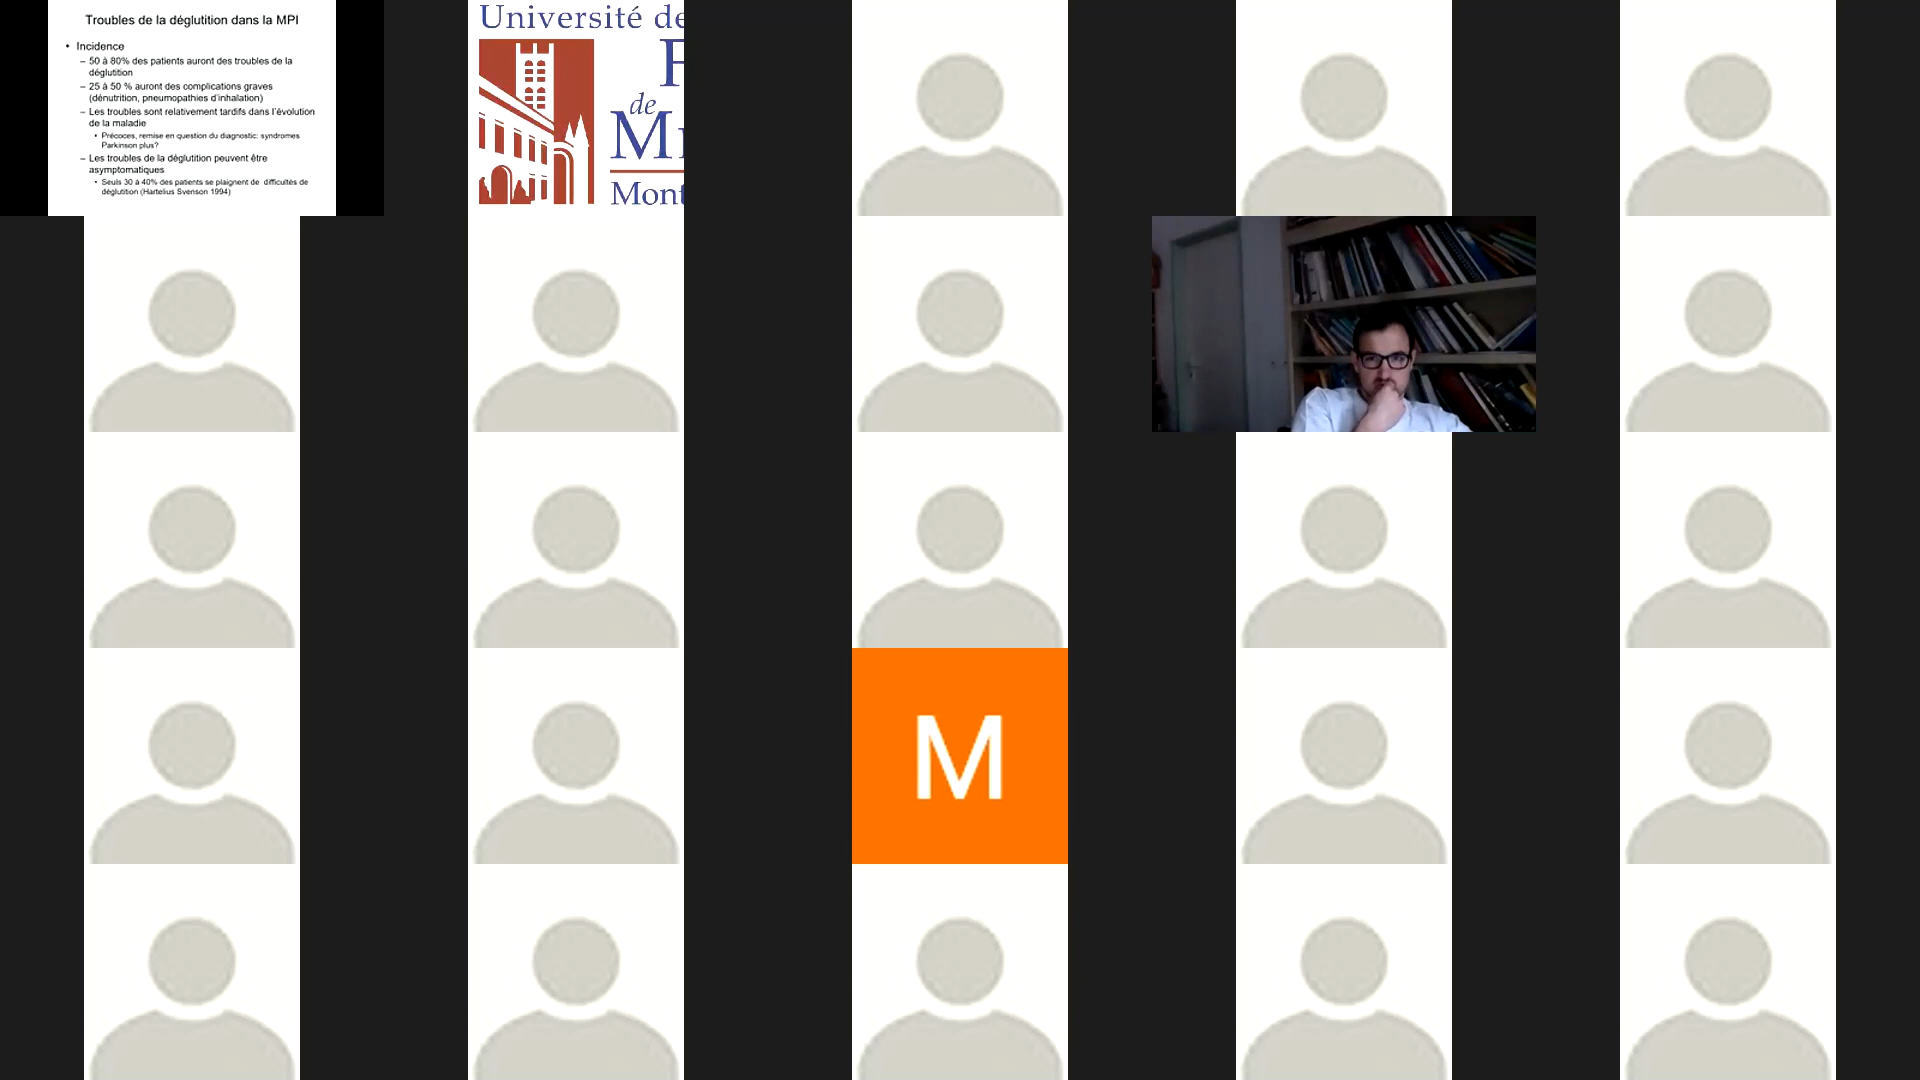 Troubles de la déglutition dans la MPI
• Incidence
– 50 à 80% des patients auront des troubles de la
déglutition
– 25 à 50 % auront des complications graves
(dénutrition, pneumopathies d'inhalation)
– Les troubles sont relativement tardifs dans l'évolution
de la maladie
• Précoces, remise en question du diagnostic: syndromes
Parkinson plus?
– Les troubles de la déglutition peuvent être
asymptomatiques
• Seuls 30 à 40% des patients se plaignent de difficultés de
déglutition (Hartelius Svenson 1994)
Université de
F
de
M
Mont
M